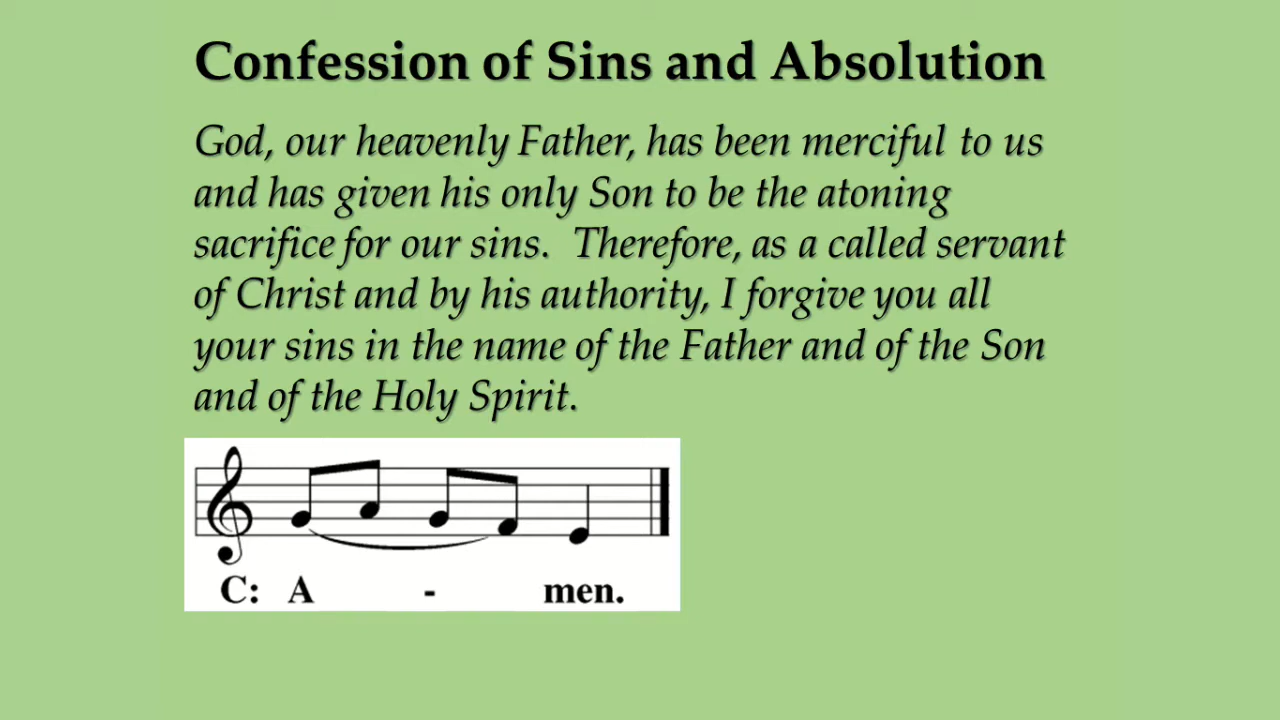 Confession of Sins and Absolution
God, our heavenly Father, has been merciful to us
and has given his only Son to be the atoning
sacrifice for our sins.  Therefore, as a called servant
of Christ and by his authority, I forgive you all
your sins in the name of the Father and of the Son
and of the Holy Spirit.
C: A - men.